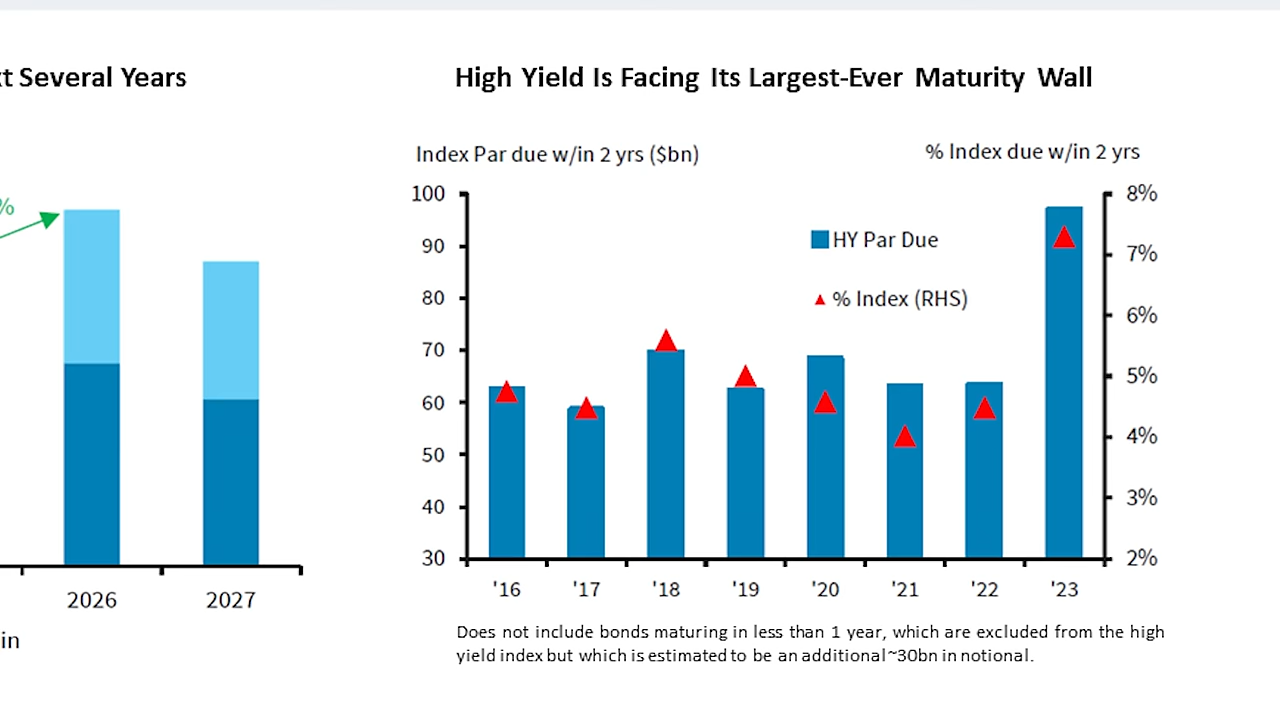 t Several Years
%
2026 2027
in
High Yield Is Facing Its Largest-Ever Maturity Wall
Index Par due w/in 2 yrs ($bn)
% Index due w/in 2 yrs
100
90
80
70
60
50
40
30
HY Par Due
% Index (RHS)
8%
7%
6%
5%
4%
3%
2%
'16 '17 '18 '19 '20 '21 '22 '23
Does not include bonds maturing in less than 1 year, which are excluded from the high
yield index but which is estimated to be an additional ~30bn in notional.